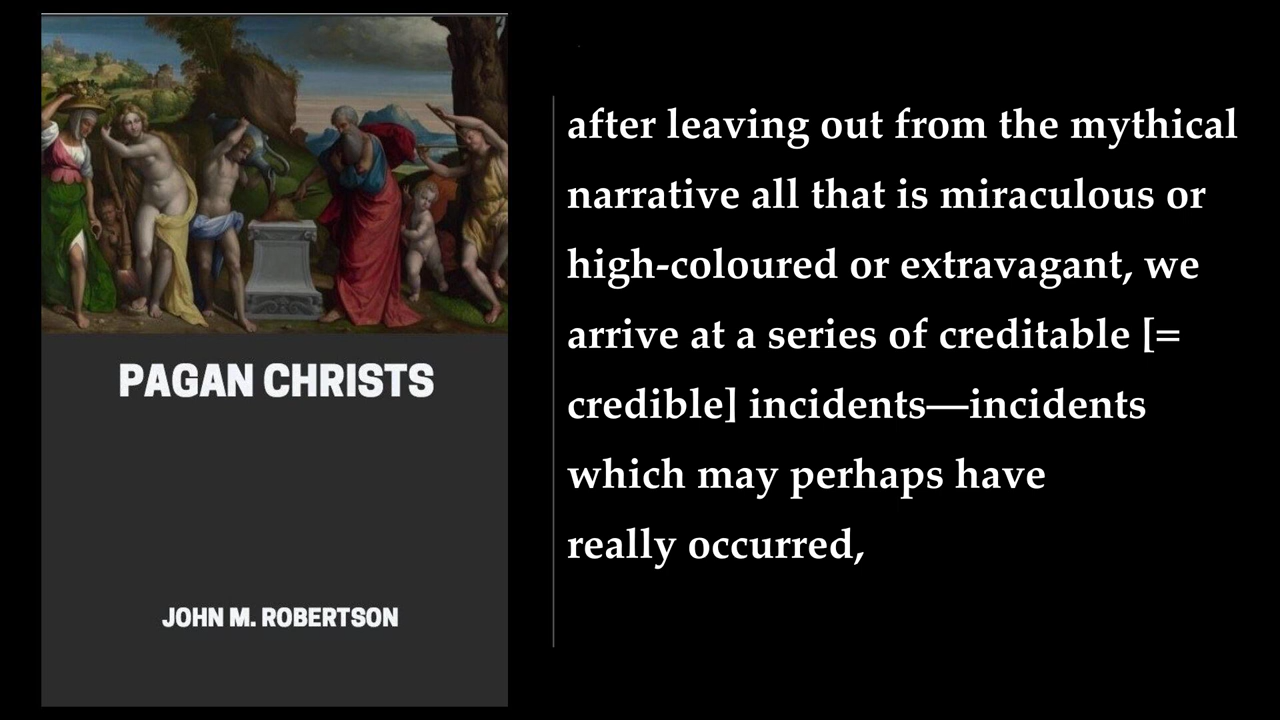 PAGAN CHRISTS
JOHN M. ROBERTSON
after leaving out from the mythical
narrative all that is miraculous or
high-coloured or extravagant, we
arrive at a series of creditable [=
credible] incidents—incidents
which may perhaps have
really occurred,